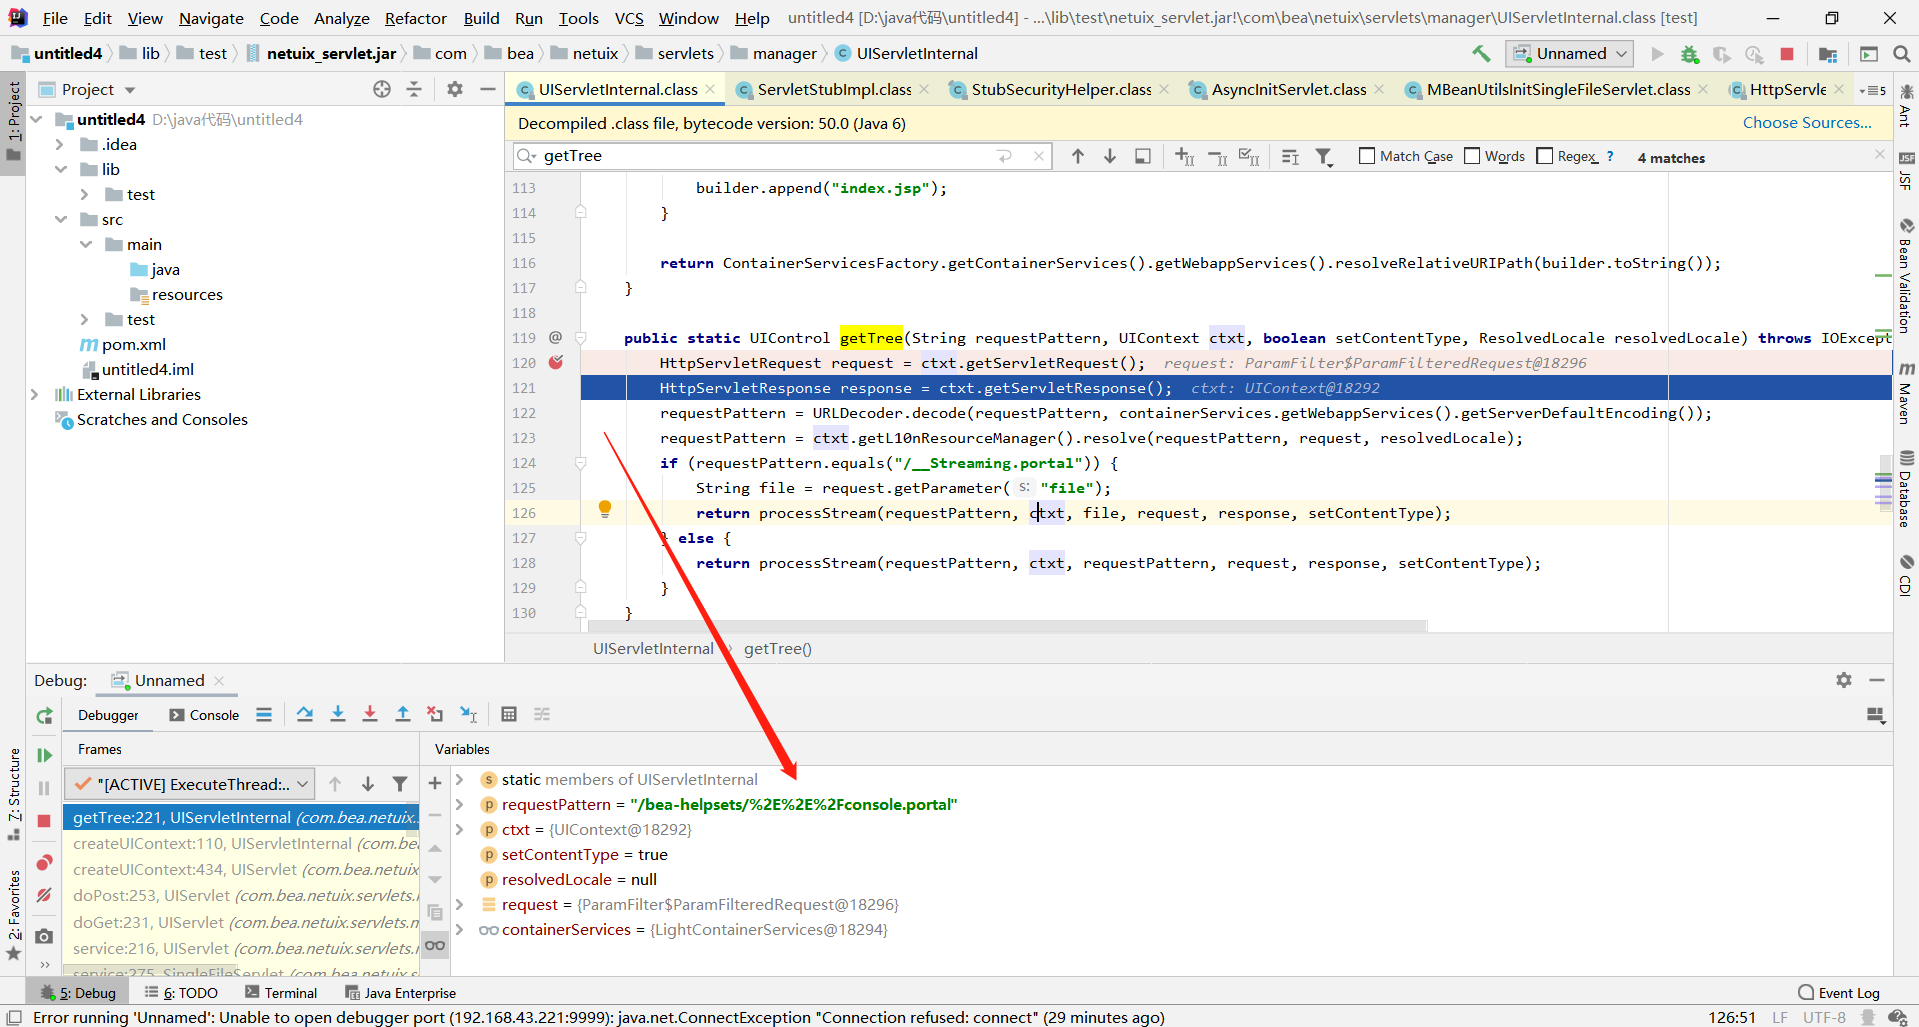 File Edit View Navigate Code Analyze Refactor Build Run Tools VCS Window Help untitled4 [D:\java代码\untitled4] - ...\lib\test\netuix_servlet.jar!\com\bea\netuix\servlets\manager\UIServletInternal.class [test]
untitled4 lib test netuix_servlet.jar com bea netuix servlets manager UIServletInternal Unnamed
1: Project
Project
UIServletInternal.class ServletStubImpl.class StubSecurityHelper.class AsyncInitServlet.class MBeanUtilsInitSingleFileServlet.class HttpServle 5
Decompiled .class file, bytecode version: 50.0 (Java 6) Choose Sources...
getTree Match Case Words Regex ? 4 matches
untitled4 D:\java代码\untitled4
.idea
lib
test
src
main
java
resources
test
pom.xml
untitled4.iml
External Libraries
Scratches and Consoles
113 builder.append("index.jsp");
114 }
115
116 return ContainerServicesFactory.getContainerServices().getWebappServices().resolveRelativeURIPath(builder.toString());
117 }
118
119 @ public static UIControl getTree(String requestPattern, UIContext ctxt, boolean setContentType, ResolvedLocale resolvedLocale) throws IOExcept
120 HttpServletRequest request = ctxt.getServletRequest(); request: ParamFilter$ParamFilteredRequest@18296
121 HttpServletResponse response = ctxt.getServletResponse(); ctxt: UIContext@18292
122 requestPattern = URLDecoder.decode(requestPattern, containerServices.getWebappServices().getServerDefaultEncoding());
123 requestPattern = ctxt.getL10nResourceManager().resolve(requestPattern, request, resolvedLocale);
124 if (requestPattern.equals("/__Streaming.portal")) {
125 String file = request.getParameter( s: "file");
126 return processStream(requestPattern, ctxt, file, request, response, setContentType);
127 } else {
128 return processStream(requestPattern, ctxt, requestPattern, request, response, setContentType);
129 }
130 }
UIServletInternal getTree()
Ant
JSF
JSF
Bean Validation
m Maven
Database
CDI
Debug: Unnamed
Debugger Console
Frames Variables
"[ACTIVE] ExecuteThread:..
getTree:221, UIServletInternal (com.bea.netuix.
createUIContext:110, UIServletInternal (com.be
createUIContext:434, UIServlet (com.bea.netuix
doPost:253, UIServlet (com.bea.netuix.servlets.
doGet:231, UIServlet (com.bea.netuix.servlets.n
service:216, UIServlet (com.bea.netuix.servlets.
service:275, SingleFileServlet (com.bea.netuix.s
static members of UIServletInternal
requestPattern = "/bea-helpsets/%2E%2E%2Fconsole.portal"
ctxt = {UIContext@18292}
setContentType = true
resolvedLocale = null
request = {ParamFilter$ParamFilteredRequest@18296}
containerServices = {LightContainerServices@18294}
7: Structure
2: Favorites
5: Debug 6: TODO Terminal Java Enterprise Event Log
Error running 'Unnamed': Unable to open debugger port (192.168.43.221:9999): java.net.ConnectException "Connection refused: connect" (29 minutes ago) 126:51 LF UTF-8